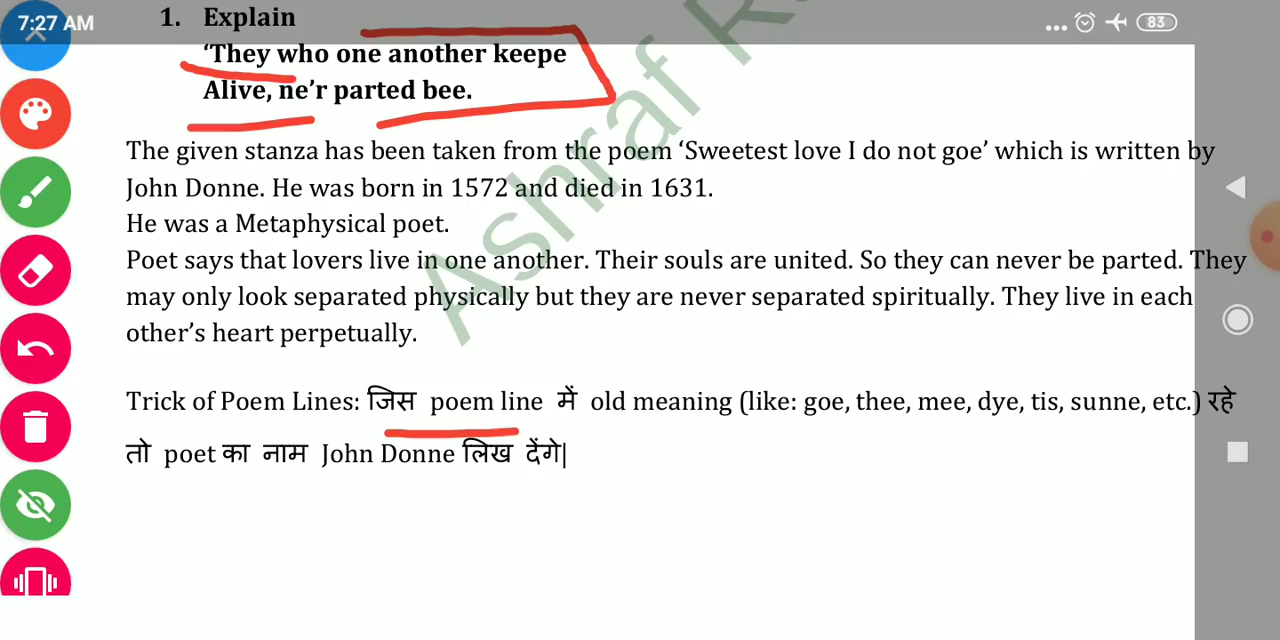 7:27 AM
83
1. Explain
‘They who one another keepe
Alive, ne’r parted bee.
The given stanza has been taken from the poem ‘Sweetest love I do not goe’ which is written by
John Donne. He was born in 1572 and died in 1631.
He was a Metaphysical poet.
Poet says that lovers live in one another. Their souls are united. So they can never be parted. They
may only look separated physically but they are never separated spiritually. They live in each
other’s heart perpetually.
Trick of Poem Lines: जिस poem line में old meaning (like: goe, thee, mee, dye, tis, sunne, etc.) रहे
तो poet का नाम John Donne लिख देंगे|
Ashraf